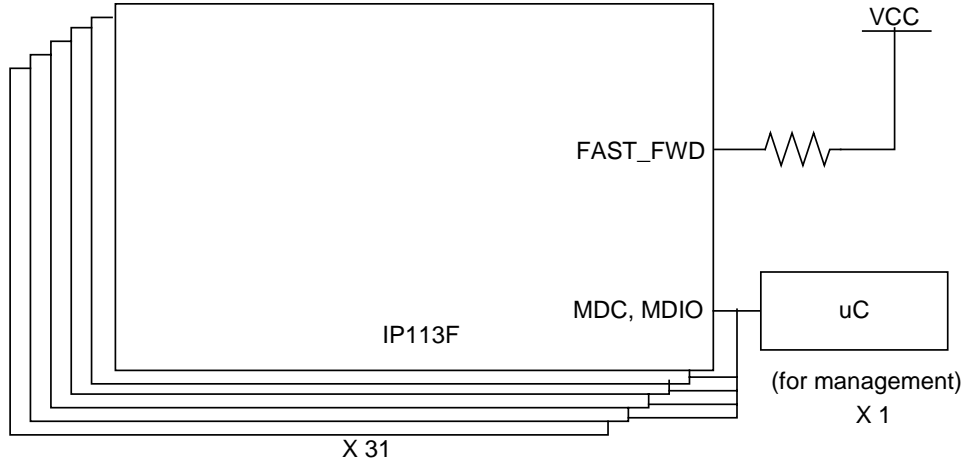 VCC
FAST_FWD
MDC, MDIO
uC
IP113F
(for management)
X 1
X 31